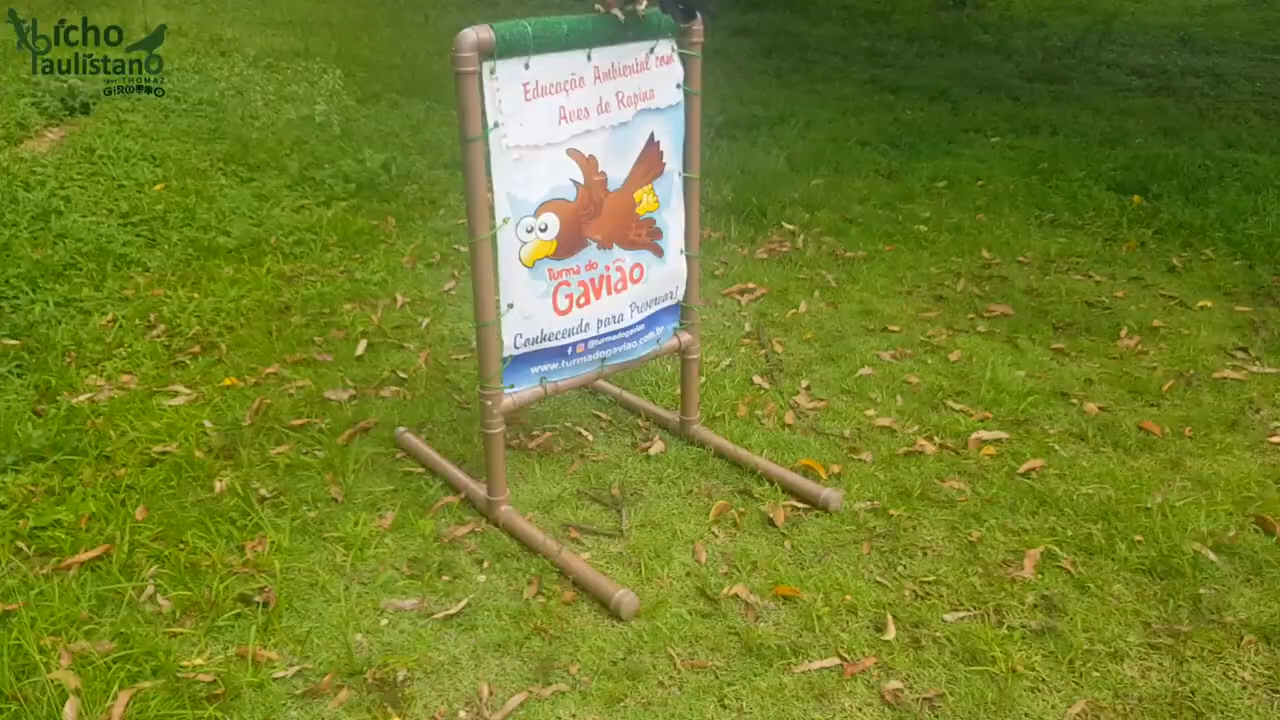 bicho
Paulistano
por THOMAZ
GIROTTO
Educação Ambiental com
Aves de Rapina
Turma do
Gavião
Conhecendo para Preservar!
@turmadogaviao
www.turmadogaviao.com.br